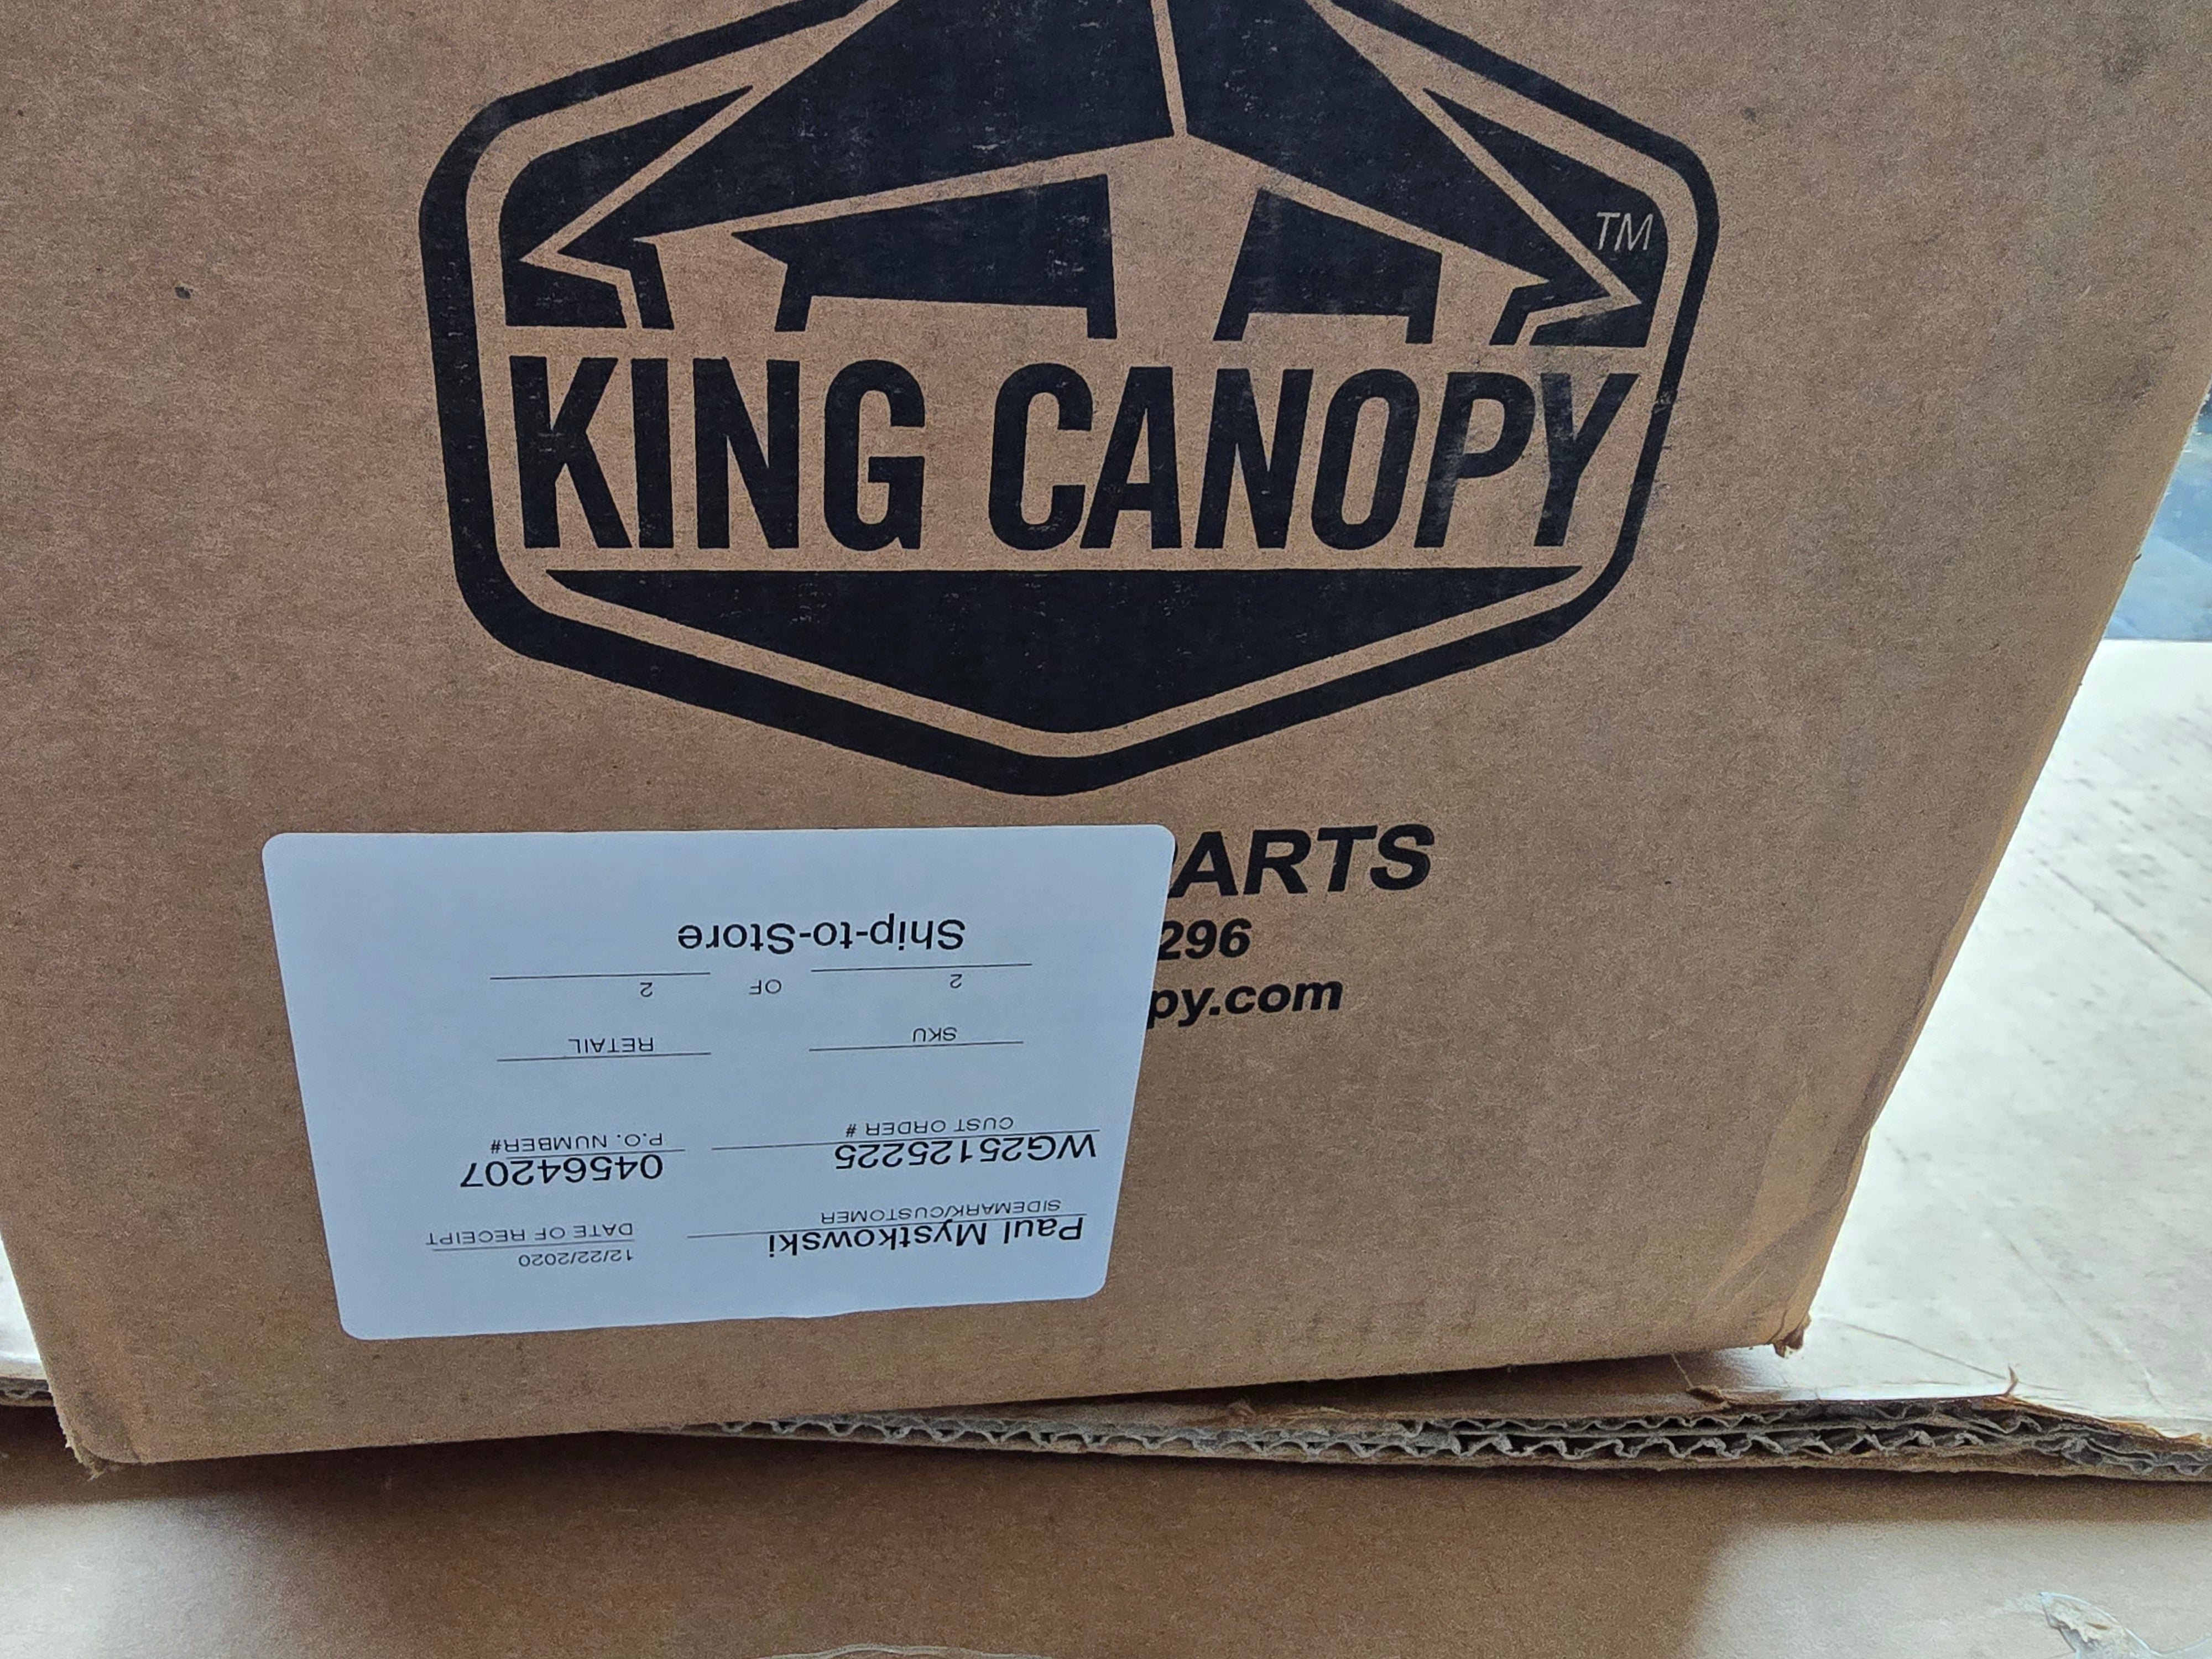 TM
KING CANOPY
ARTS
296
py.com
Paul Mystkowski
SIDEMARK/CUSTOMER
12/22/2020
DATE OF RECEIPT
WG25125225
CUST ORDER #
04564207
P.O. NUMBER#
SKU
RETAIL
2 OF 2
Ship-to-Store